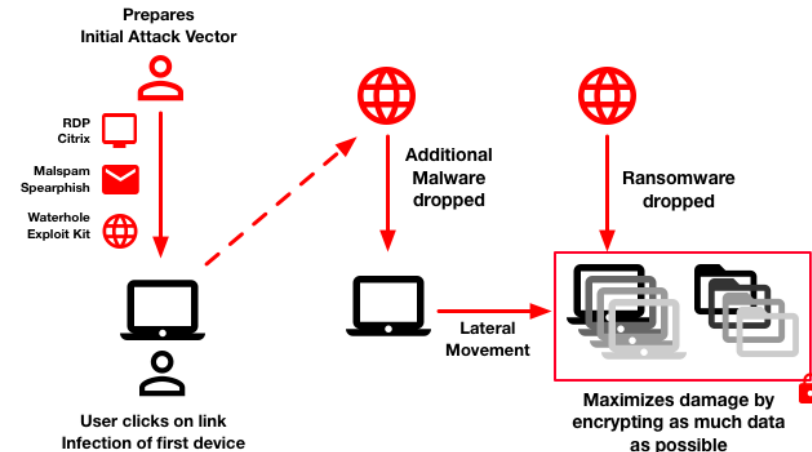 Prepares
Initial Attack Vector
RDP
Citrix
Malspam
Spearphish
Waterhole
Exploit Kit
User clicks on link
Infection of first device
Additional
Malware
dropped
Lateral
Movement
Ransomware
dropped
Maximizes damage by
encrypting as much data
as possible